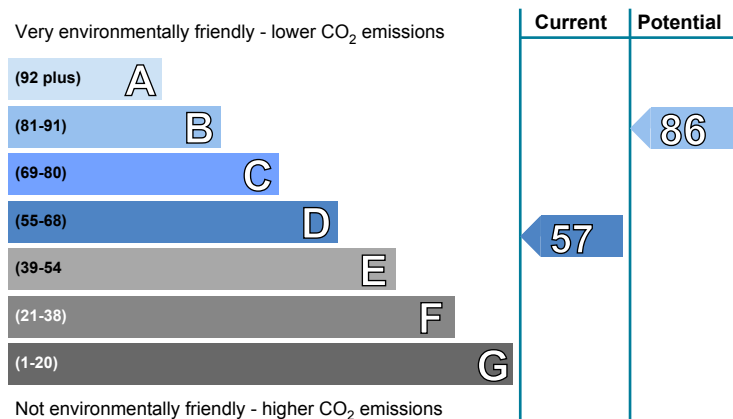 Current Potential
Very environmentally friendly - lower CO₂ emissions
(92 plus) A
(81-91) B
86
(69-80) C
(55-68) D
57
(39-54 E
(21-38) F
(1-20) G
Not environmentally friendly - higher CO₂ emissions